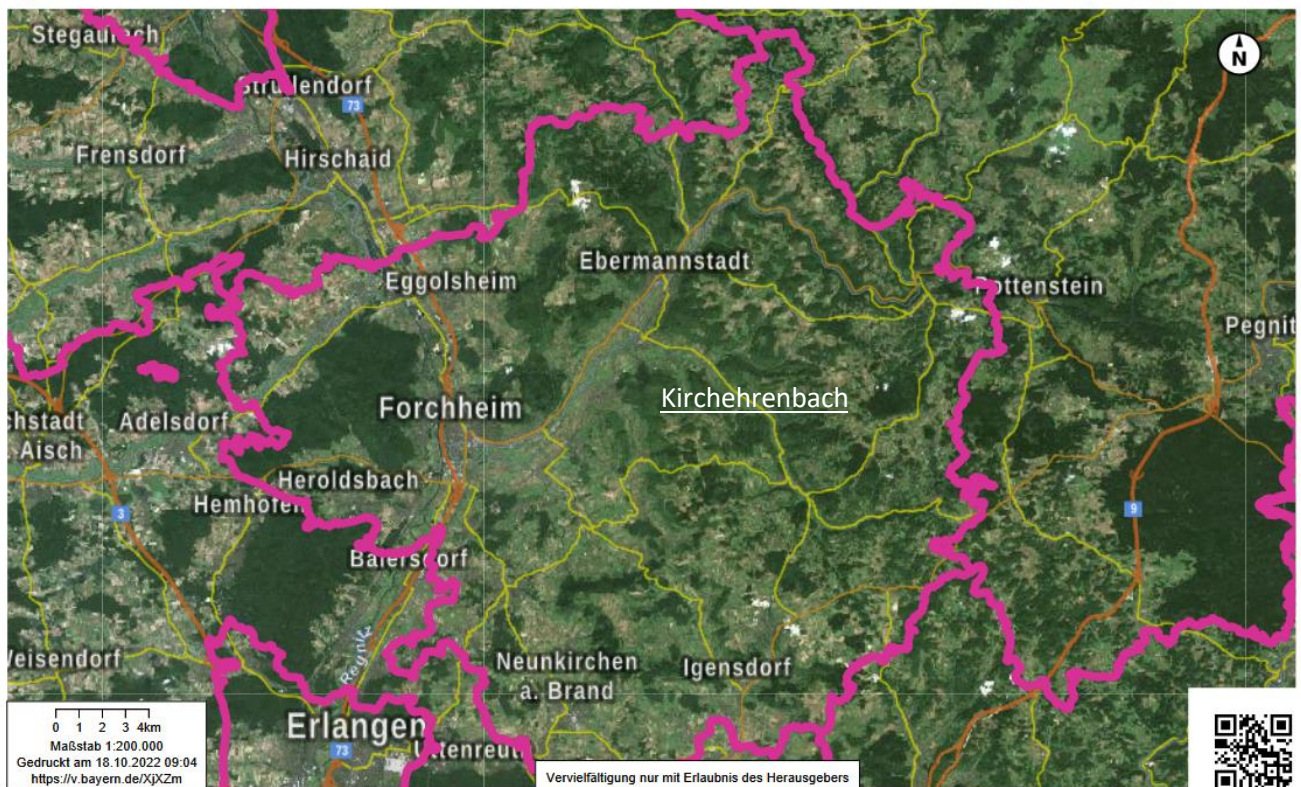 Stegaurach
N
Strullendorf
73
Frensdorf
Hirschaid
Ebermannstadt
Eggolsheim
Pottenstein
Pegnit
Kirchehrenbach
Forchheim
chstadt
Adelsdorf
Aisch
Heroldsbach
Hemhofen
3
9
Baiersdorf
Regnitz
Weisendorf
Neunkirchen
a. Brand
Igensdorf
Erlangen
73
Uttenreuth
0 1 2 3 4km
Maßstab 1:200.000
Gedruckt am 18.10.2022 09:04
https://v.bayern.de/XjXZm
Vervielfältigung nur mit Erlaubnis des Herausgebers